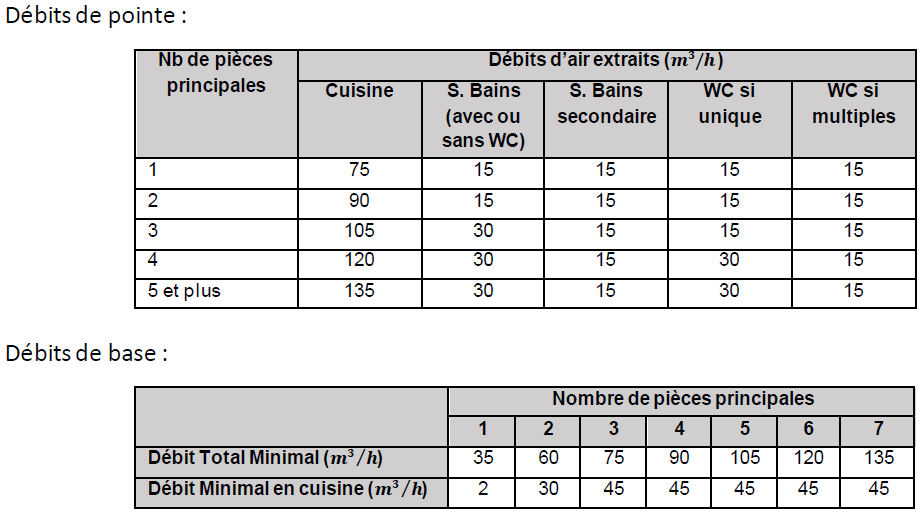 Débits de pointe :
Nb de pièces principales | Débits d'air extraits (m³/h)
Cuisine | S. Bains (avec ou sans WC) | S. Bains secondaire | WC si unique | WC si multiples
1 | 75 | 15 | 15 | 15 | 15
2 | 90 | 15 | 15 | 15 | 15
3 | 105 | 30 | 15 | 15 | 15
4 | 120 | 30 | 15 | 30 | 15
5 et plus | 135 | 30 | 15 | 30 | 15
Débits de base :
Nombre de pièces principales
1 | 2 | 3 | 4 | 5 | 6 | 7
Débit Total Minimal (m³/h) | 35 | 60 | 75 | 90 | 105 | 120 | 135
Débit Minimal en cuisine (m³/h) | 2 | 30 | 45 | 45 | 45 | 45 | 45